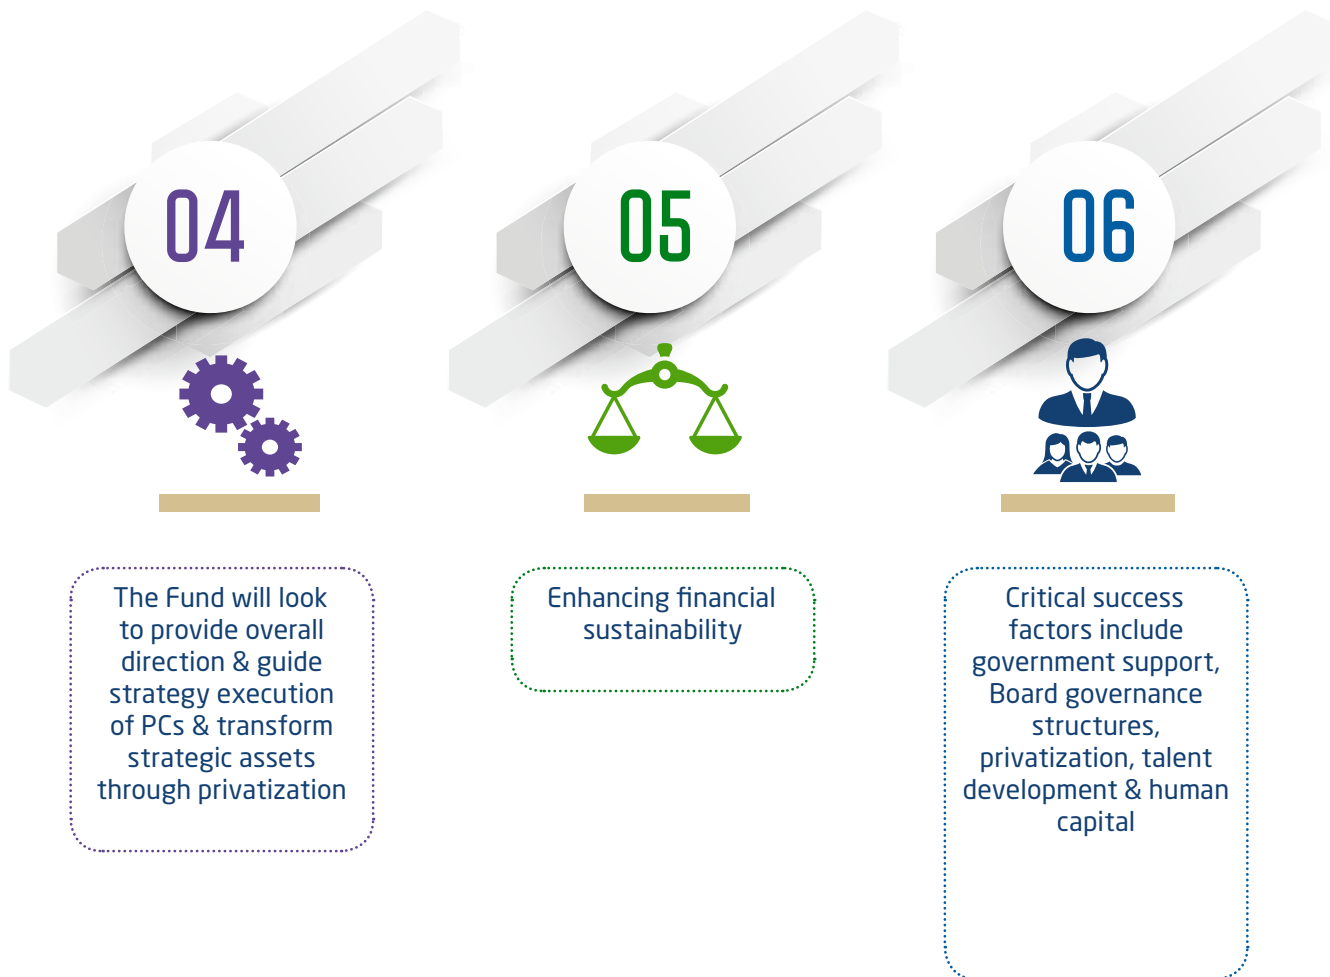 04
The Fund will look
to provide overall
direction & guide
strategy execution
of PCs & transform
strategic assets
through privatization
05
Enhancing financial
sustainability
06
Critical success
factors include
government support,
Board governance
structures,
privatization, talent
development & human
capital